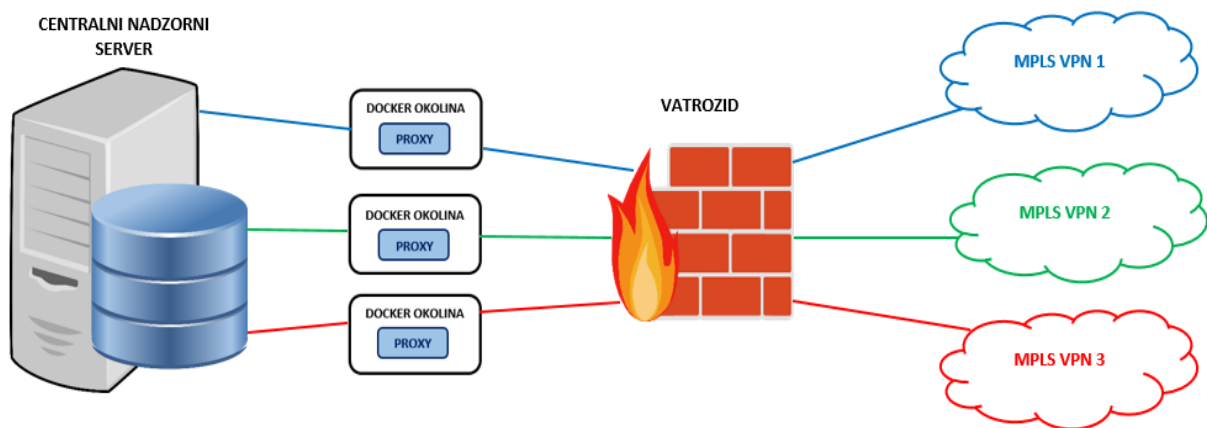 CENTRALNI NADZORNI
SERVER
DOCKER OKOLINA
PROXY
DOCKER OKOLINA
PROXY
DOCKER OKOLINA
PROXY
VATROZID
MPLS VPN 1
MPLS VPN 2
MPLS VPN 3